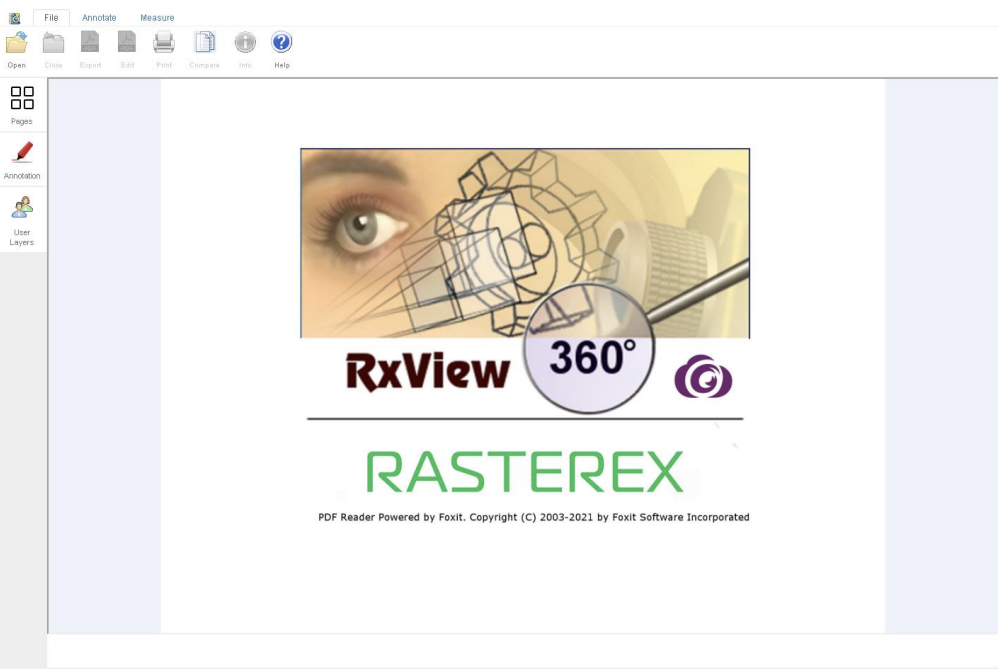 File Annotate Measure
Open Close Export Edit Print Compare Info Help
Pages
Annotation
User
Layers
RxView 360°
RASTEREX
PDF Reader Powered by Foxit. Copyright (C) 2003-2021 by Foxit Software Incorporated